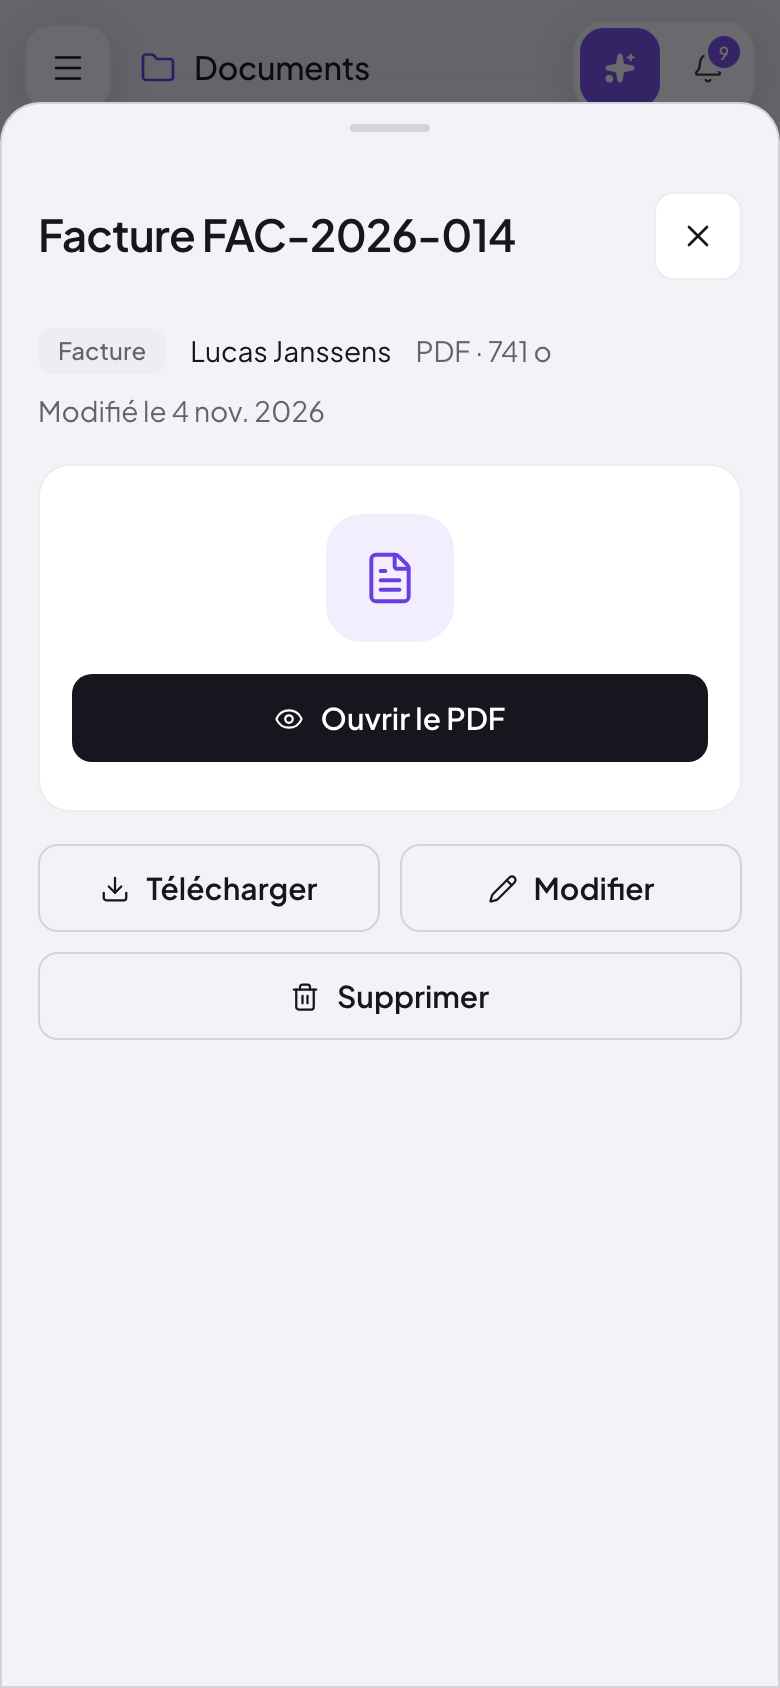 Documents
9
Facture FAC-2026-014
Facture Lucas Janssens PDF · 741 o
Modifié le 4 nov. 2026
Ouvrir le PDF
Télécharger
Modifier
Supprimer